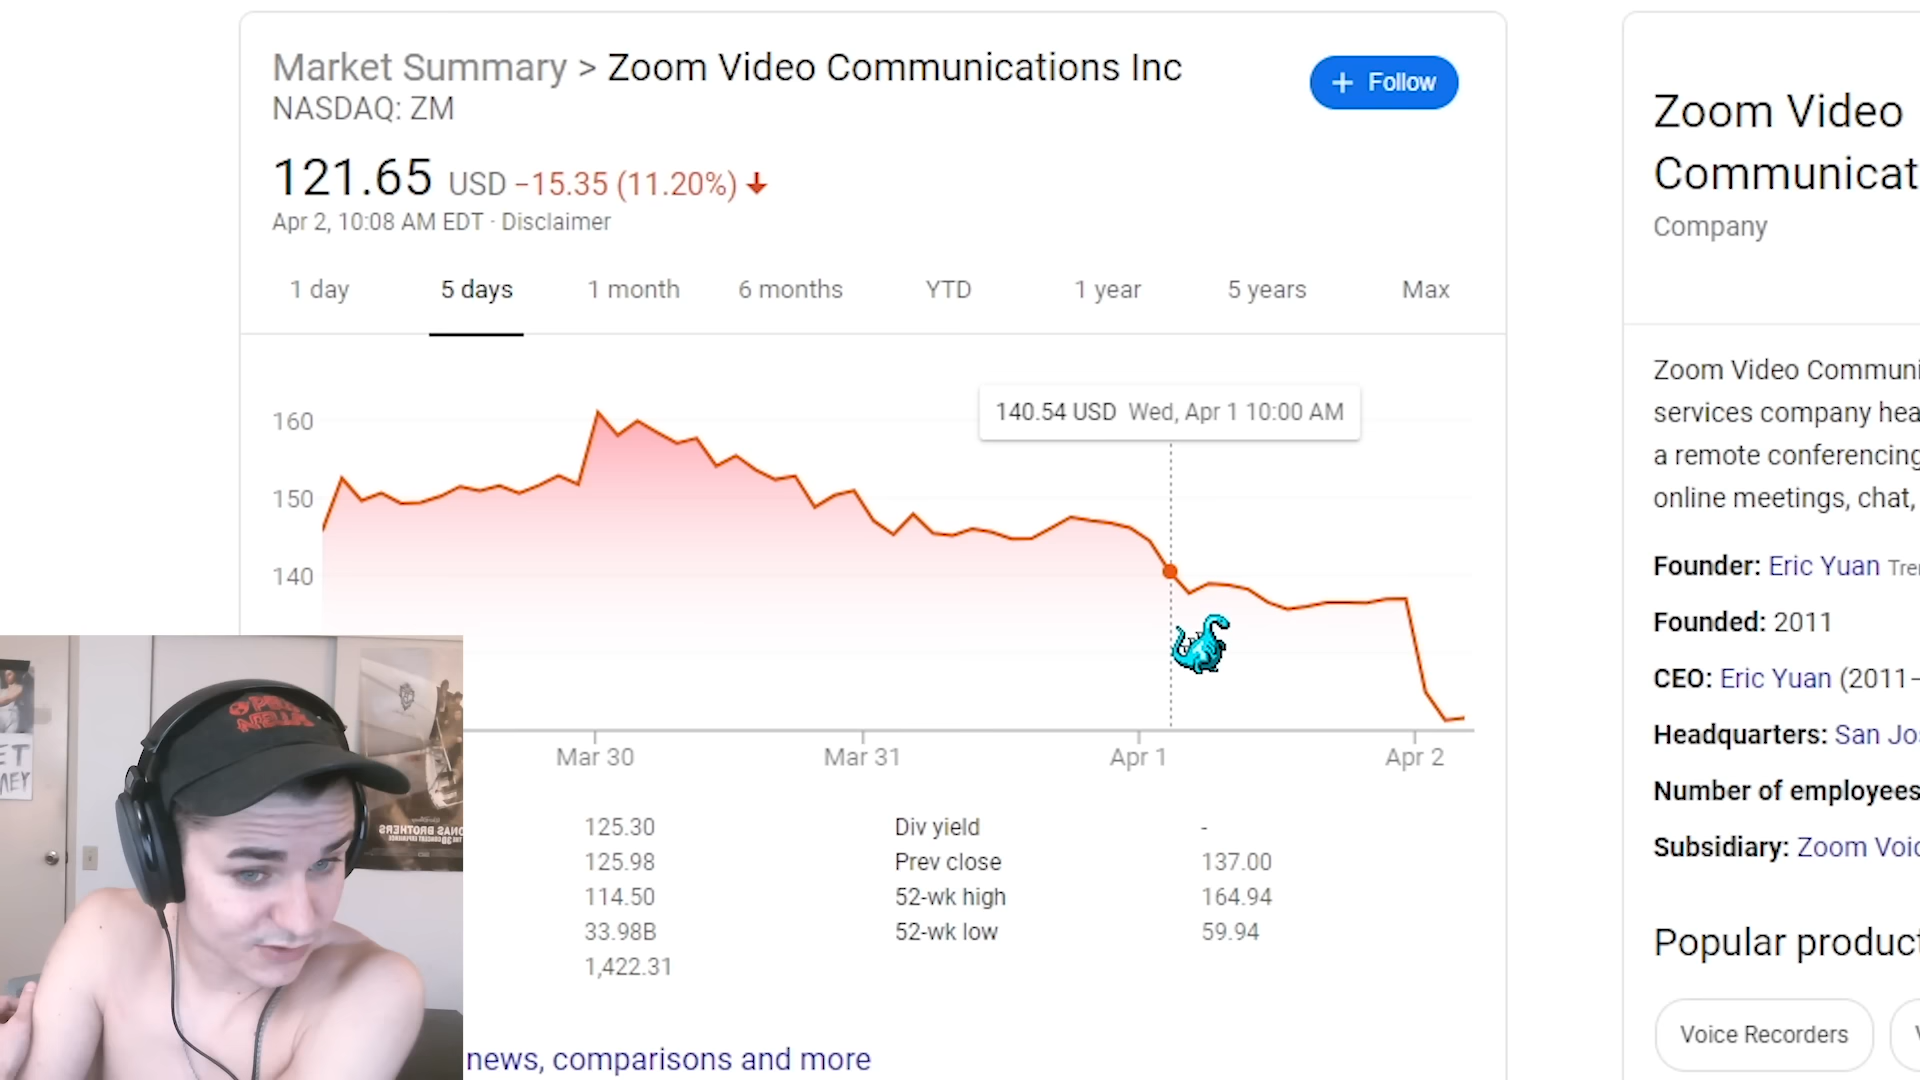 Market Summary > Zoom Video Communications Inc
NASDAQ: ZM
+ Follow
121.65 USD −15.35 (11.20%)
Apr 2, 10:08 AM EDT · Disclaimer
1 day 5 days 1 month 6 months YTD 1 year 5 years Max
160
150
140
140.54 USD Wed, Apr 1 10:00 AM
Mar 30 Mar 31 Apr 1 Apr 2
125.30 Div yield -
125.98 Prev close 137.00
114.50 52-wk high 164.94
33.98B 52-wk low 59.94
1,422.31
news, comparisons and more
Zoom Video
Communicat
Company
Zoom Video Communi
services company hea
a remote conferencing
online meetings, chat,
Founder: Eric Yuan Tre
Founded: 2011
CEO: Eric Yuan (2011–
Headquarters: San Jos
Number of employees
Subsidiary: Zoom Voic
Popular product
Voice Recorders